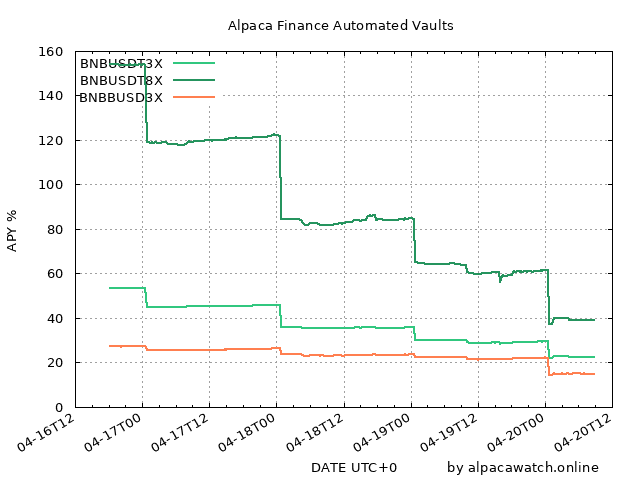 Alpaca Finance Automated Vaults
160
140
120
100
80
60
40
20
0
APY %
BNBUSDT3X
BNBUSDT8X
BNBBUSD3X
04-16T12
04-17T00
04-17T12
04-18T00
04-18T12
04-19T00
04-19T12
04-20T00
04-20T12
DATE UTC+0
by alpacawatch.online